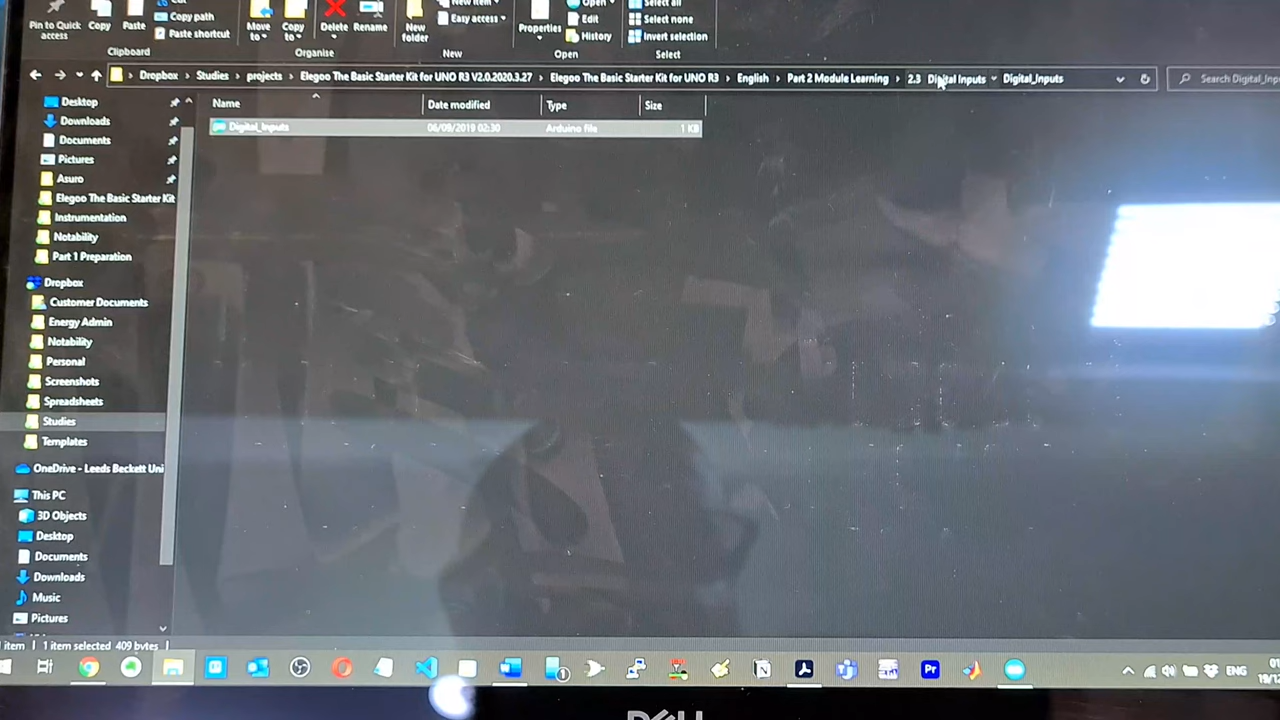 Pin to Quick access
Copy
Paste
Cut
Copy path
Paste shortcut
Clipboard
Move to
Copy to
Delete
Rename
Organise
New folder
New item
Easy access
New
Properties
Open
Edit
History
Open
Select all
Select none
Invert selection
Select
Dropbox > Studies > projects > Elegoo The Basic Starter Kit for UNO R3 V2.0.2020.3.27 > Elegoo The Basic Starter Kit for UNO R3 > English > Part 2 Module Learning > 2.3 Digital Inputs > Digital_Inputs
Search Digital_Inp
Name Date modified Type Size
Digital_Inputs 06/09/2019 02:30 Arduino file 1 KB
Desktop
Downloads
Documents
Pictures
Asuro
Elegoo The Basic Starter Kit
Instrumentation
Notability
Part 1 Preparation
Dropbox
Customer Documents
Energy Admin
Notability
Personal
Screenshots
Spreadsheets
Studies
Templates
OneDrive - Leeds Beckett Uni
This PC
3D Objects
Desktop
Documents
Downloads
Music
Pictures
1 item 1 item selected 409 bytes
Pr
ENG
01
19/12
DELL